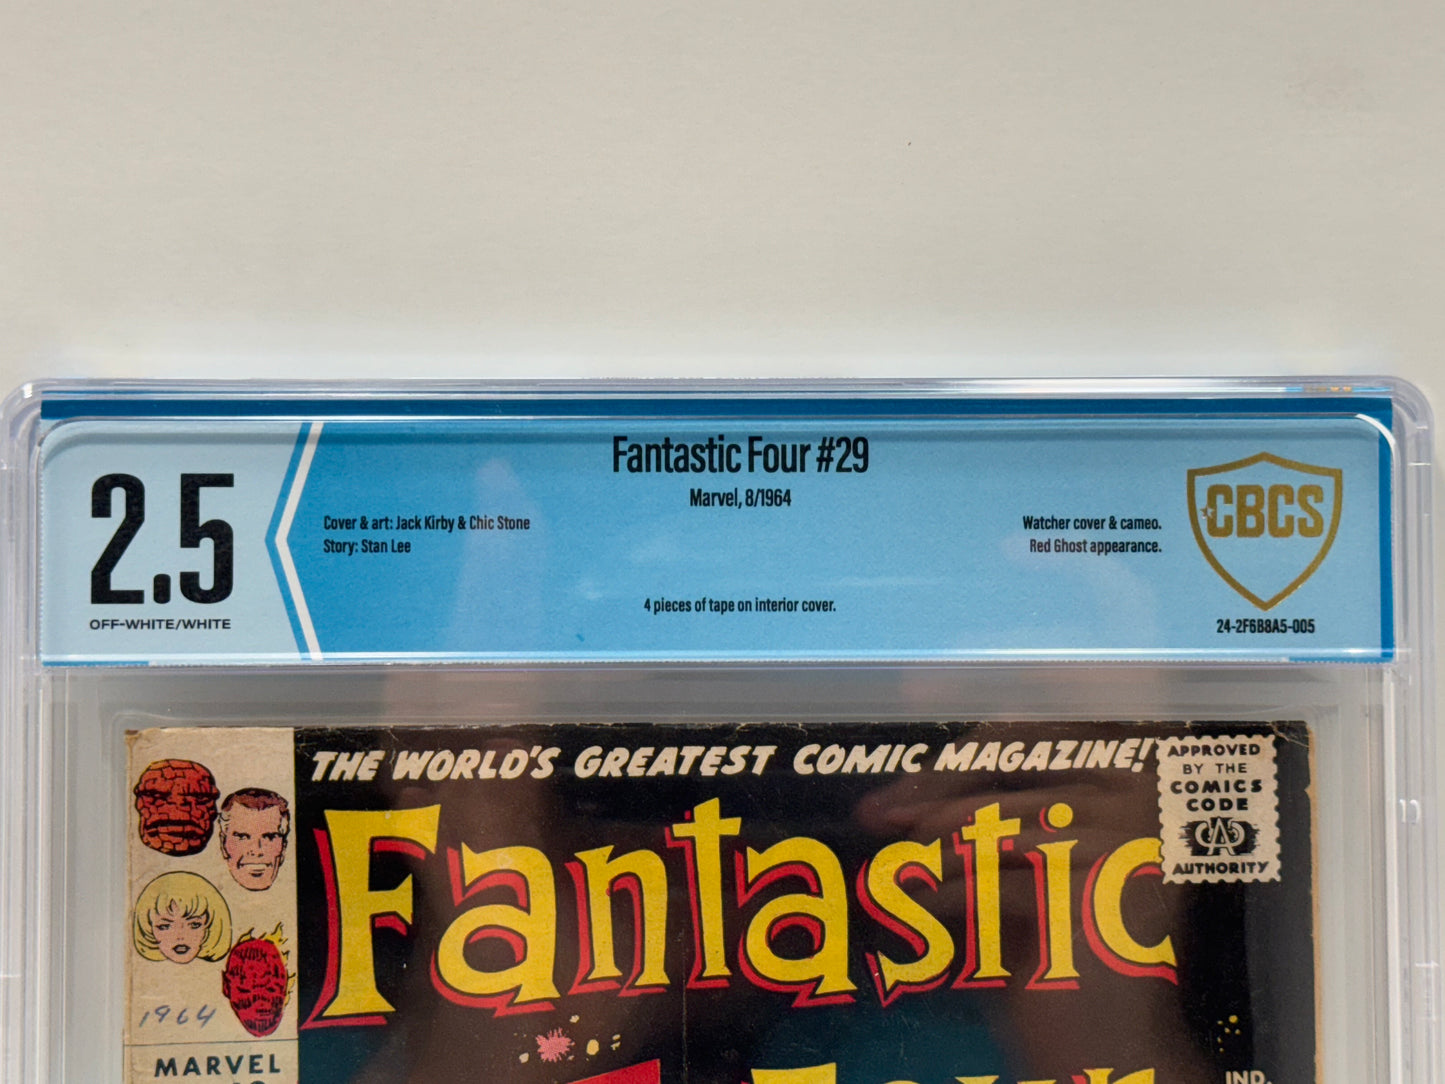 Fantastic Four #29
Marvel, 8/1964
2.5
OFF-WHITE/WHITE
Cover & art: Jack Kirby & Chic Stone
Story: Stan Lee
Watcher cover & cameo.
Red Ghost appearance.
4 pieces of tape on interior cover.
CBCS
24-2F6B8A5-005
THE WORLD'S GREATEST COMIC MAGAZINE!
APPROVED
BY THE
COMICS
CODE
CAA
AUTHORITY
Fantastic
1964
MARVEL
IND.